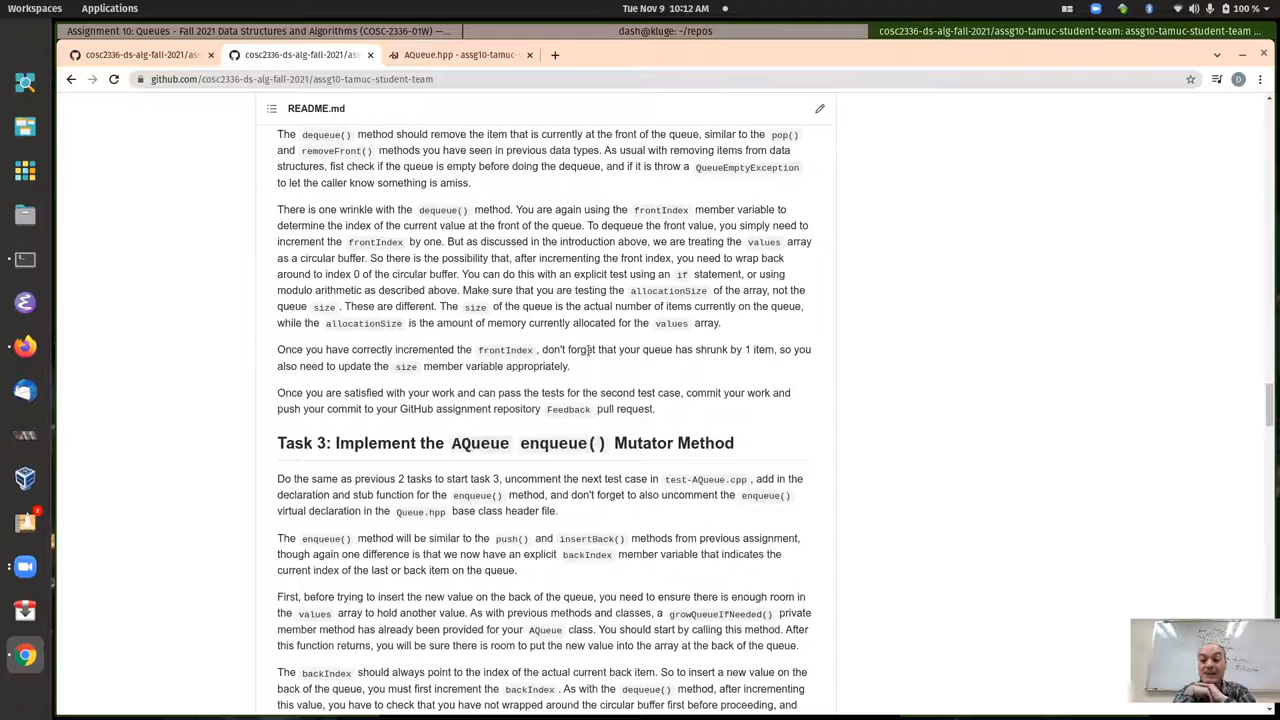 Workspaces Applications Tue Nov 9 10:12 AM 100 %
Assignment 10: Queues - Fall 2021 Data Structures and Algorithms (COSC-2336-01W) —... dash@kluge: ~/repos cosc2336-ds-alg-fall-2021/assg10-tamuc-student-team: assg10-tamuc-student-team ...
cosc2336-ds-alg-fall-2021/ × cosc2336-ds-alg-fall-2021/as × AQueue.hpp - assg10-tamuc- × +
github.com/cosc2336-ds-alg-fall-2021/assg10-tamuc-student-team D
README.md
The dequeue() method should remove the item that is currently at the front of the queue, similar to the pop()
and removeFront() methods you have seen in previous data types. As usual with removing items from data
structures, fist check if the queue is empty before doing the dequeue, and if it is throw a QueueEmptyException
to let the caller know something is amiss.
There is one wrinkle with the dequeue() method. You are again using the frontIndex member variable to
determine the index of the current value at the front of the queue. To dequeue the front value, you simply need to
increment the frontIndex by one. But as discussed in the introduction above, we are treating the values array
as a circular buffer. So there is the possibility that, after incrementing the front index, you need to wrap back
around to index 0 of the circular buffer. You can do this with an explicit test using an if statement, or using
modulo arithmetic as described above. Make sure that you are testing the allocationSize of the array, not the
queue size . These are different. The size of the queue is the actual number of items currently on the queue,
while the allocationSize is the amount of memory currently allocated for the values array.
Once you have correctly incremented the frontIndex , don't forget that your queue has shrunk by 1 item, so you
also need to update the size member variable appropriately.
Once you are satisfied with your work and can pass the tests for the second test case, commit your work and
push your commit to your GitHub assignment repository Feedback pull request.
Task 3: Implement the AQueue enqueue() Mutator Method
Do the same as previous 2 tasks to start task 3, uncomment the next test case in test-AQueue.cpp , add in the
declaration and stub function for the enqueue() method, and don't forget to also uncomment the enqueue()
virtual declaration in the Queue.hpp base class header file.
The enqueue() method will be similar to the push() and insertBack() methods from previous assignment,
though again one difference is that we now have an explicit backIndex member variable that indicates the
current index of the last or back item on the queue.
First, before trying to insert the new value on the back of the queue, you need to ensure there is enough room in
the values array to hold another value. As with previous methods and classes, a growQueueIfNeeded() private
member method has already been provided for your AQueue class. You should start by calling this method. After
this function returns, you will be sure there is room to put the new value into the array at the back of the queue.
The backIndex should always point to the index of the actual current back item. So to insert a new value on the
back of the queue, you must first increment the backIndex . As with the dequeue() method, after incrementing
this value, you have to check that you have not wrapped around the circular buffer first before proceeding, and